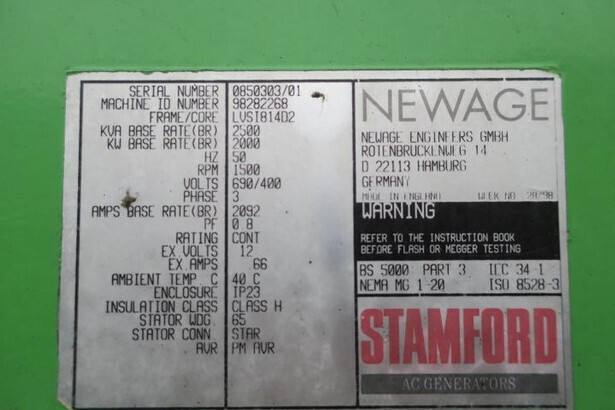 SERIAL NUMBER 0850303/01
MACHINE ID NUMBER 98282268
FRAME/CORE LVSI814D2
KVA BASE RATE(BR) 2500
KW BASE RATE(BR) 2000
HZ 50
RPM 1500
VOLTS 690/400
PHASE 3
AMPS BASE RATE(BR) 2092
PF 0 8
RATING CONT
EX VOLTS 12
EX AMPS 66
AMBIENT TEMP C 40 C
ENCLOSURE IP23
INSULATION CLASS CLASS H
STATOR WDG 65
STATOR CONN STAR
AVR PM AVR
NEWAGE
NEWAGE ENGINEERS GMBH
ROTENBRUCKENWEG 14
D 22113 HAMBURG
GERMANY
MADE IN ENGLAND WEEK NO 28/98
WARNING
REFER TO THE INSTRUCTION BOOK
BEFORE FLASH OR MEGGER TESTING
BS 5000 PART 3 IEC 34-1
NEMA MG 1-20 ISO 8528-3
STAMFORD
AC GENERATORS